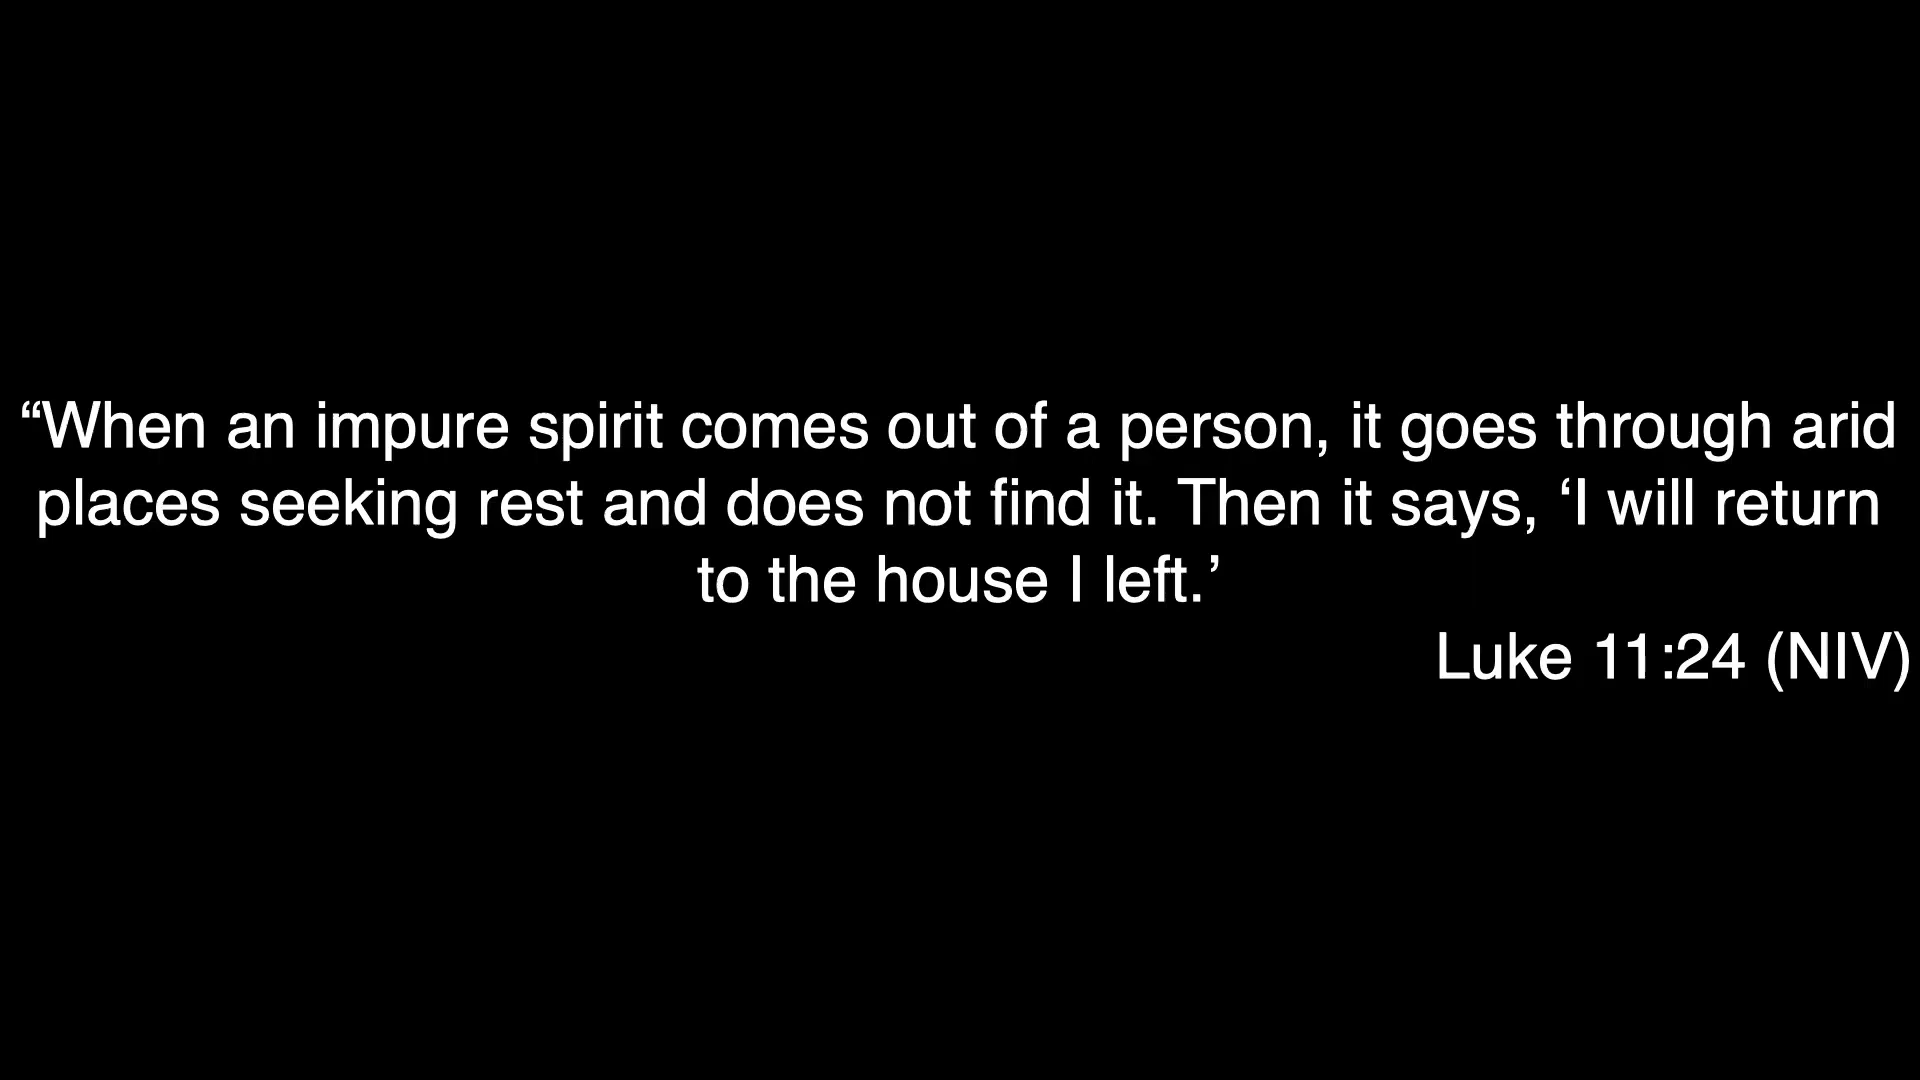 “When an impure spirit comes out of a person, it goes through arid
places seeking rest and does not find it. Then it says, ‘I will return
to the house I left.’
Luke 11:24 (NIV)